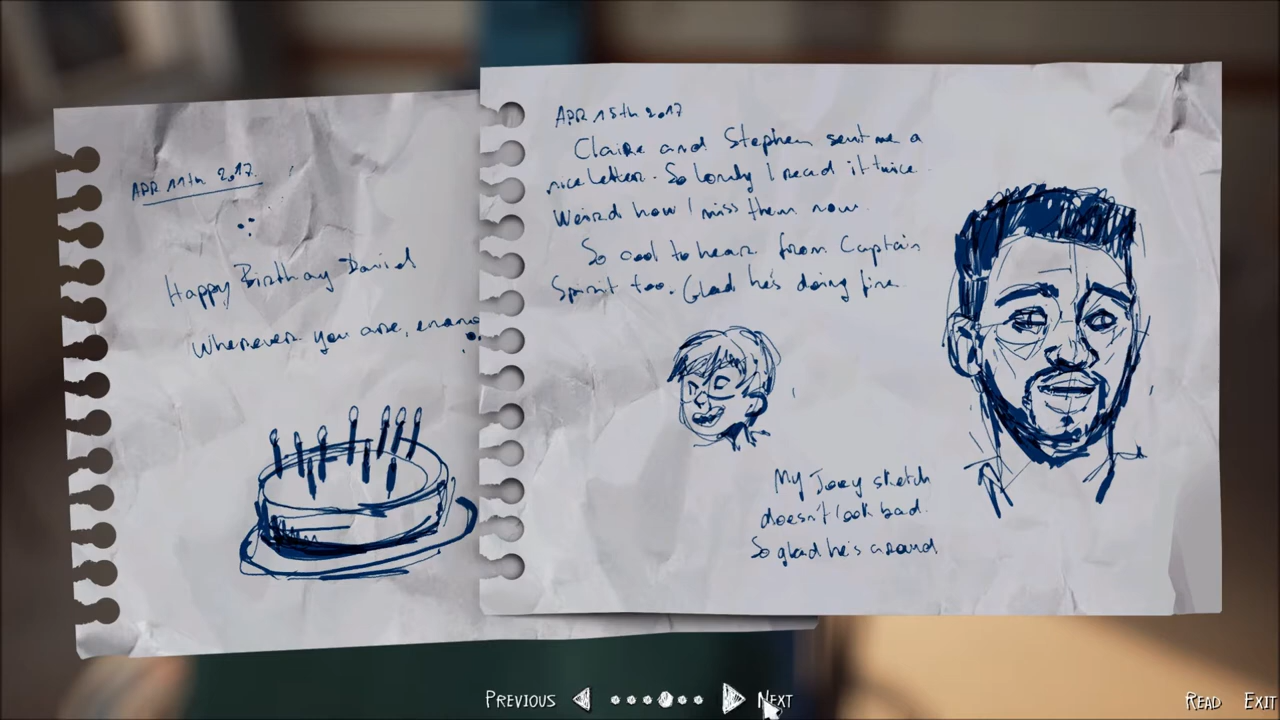 APR 11th 2017
Happy Birthay Daniel
Wherever you are, enano
APR 15th 2017
Claire and Stephen sent me a
nice letter. So lonely I read it twice.
Weird how I miss them now.
So cool to hear from Captain
Spirit too. Glad he's doing fine.
My Joey sketch
doesn't look bad.
So glad he's around
PREVIOUS
NEXT
READ
EXIT